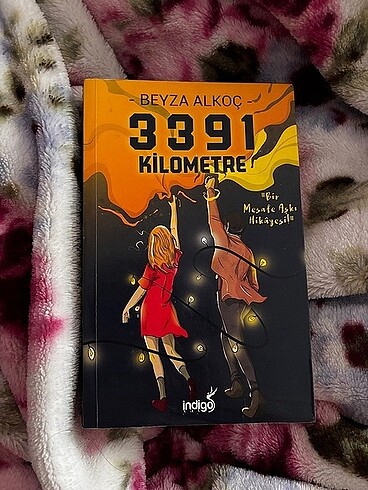 - BEYZA ALKOÇ -
3391
KİLOMETRE
"Bir
Mesafe Aşkı
Hikâyesi!"
indigo